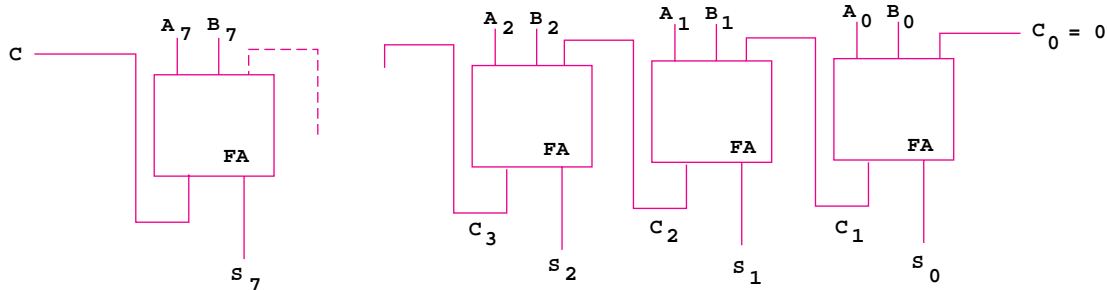 A7 B7
A2 B2
A1 B1
A0 B0
C0 = 0
C
FA
FA
FA
FA
C3
C2
C1
S7
S2
S1
S0